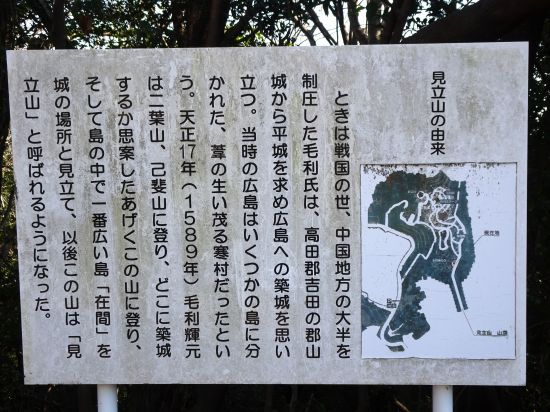 見立山の由来
ときは戦国の世、中国地方の大半を
制圧した毛利氏は、高田郡吉田の郡山
城から平城を求め広島への築城を思い
立つ。当時の広島はいくつかの島に分
かれた、葦の生い茂る寒村だったとい
う。天正17年(1589年)毛利輝元
は二葉山、己斐山に登り、どこに築城
するか思案したあげくこの山に登り、
そして島の中で一番広い島「在間」を
城の場所と見立て、以後この山は「見
立山」と呼ばれるようになった。
現在地
見立山 山頂